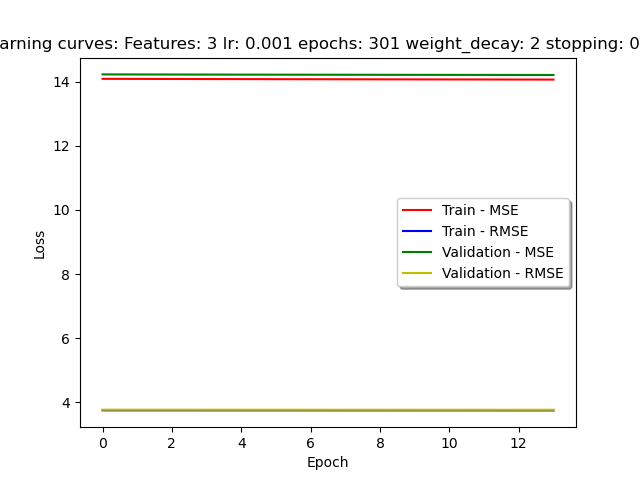 arning curves: Features: 3 lr: 0.001 epochs: 301 weight_decay: 2 stopping: 0
14
12
10
8
6
4
Loss
Train - MSE
Train - RMSE
Validation - MSE
Validation - RMSE
0 2 4 6 8 10 12
Epoch